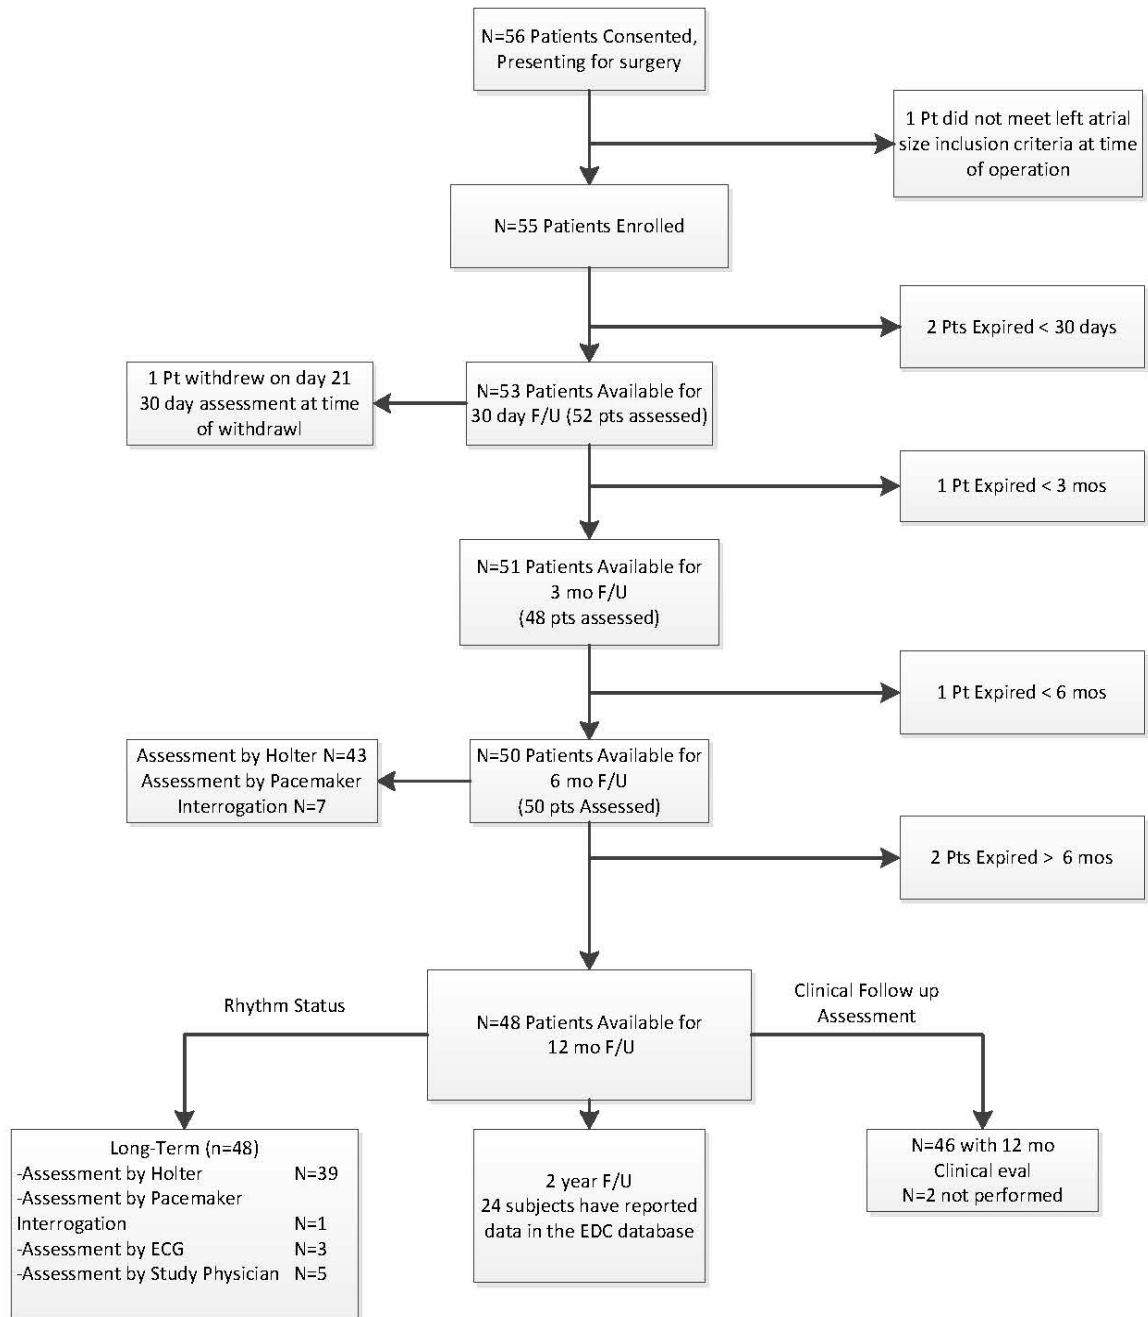 N=56 Patients Consented,
Presenting for surgery
1 Pt did not meet left atrial
size inclusion criteria at time
of operation
N=55 Patients Enrolled
2 Pts Expired < 30 days
1 Pt withdrew on day 21
30 day assessment at time
of withdrawl
N=53 Patients Available for
30 day F/U (52 pts assessed)
1 Pt Expired < 3 mos
N=51 Patients Available for
3 mo F/U
(48 pts assessed)
1 Pt Expired < 6 mos
Assessment by Holter N=43
Assessment by Pacemaker
Interrogation N=7
N=50 Patients Available for
6 mo F/U
(50 pts Assessed)
2 Pts Expired >  6 mos
Rhythm Status
N=48 Patients Available for
12 mo F/U
Clinical Follow up
Assessment
Long-Term (n=48)
-Assessment by Holter N=39
-Assessment by Pacemaker
Interrogation N=1
-Assessment by ECG N=3
-Assessment by Study Physician N=5
2 year F/U
24 subjects have reported
data in the EDC database
N=46 with 12 mo
Clinical eval
N=2 not performed